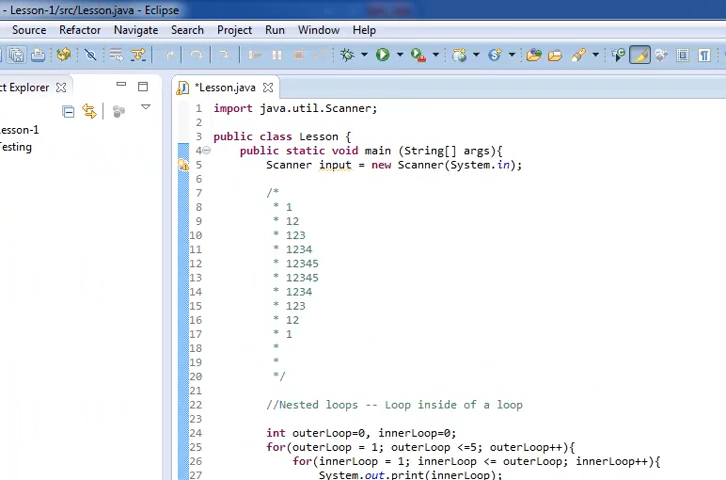 - Lesson-1/src/Lesson.java - Eclipse
Source Refactor Navigate Search Project Run Window Help
ct Explorer
*Lesson.java
esson-1
Testing
1 import java.util.Scanner;
2
3 public class Lesson {
4 public static void main (String[] args){
5 Scanner input = new Scanner(System.in);
6
7 /*
8 * 1
9 * 12
10 * 123
11 * 1234
12 * 12345
13 * 12345
14 * 1234
15 * 123
16 * 12
17 * 1
18 *
19 *
20 */
21
22 //Nested loops -- Loop inside of a loop
23
24 int outerLoop=0, innerLoop=0;
25 for(outerLoop = 1; outerLoop <=5; outerLoop++){
26 for(innerLoop = 1; innerLoop <= outerLoop; innerLoop++){
27 System.out.print(innerLoop);